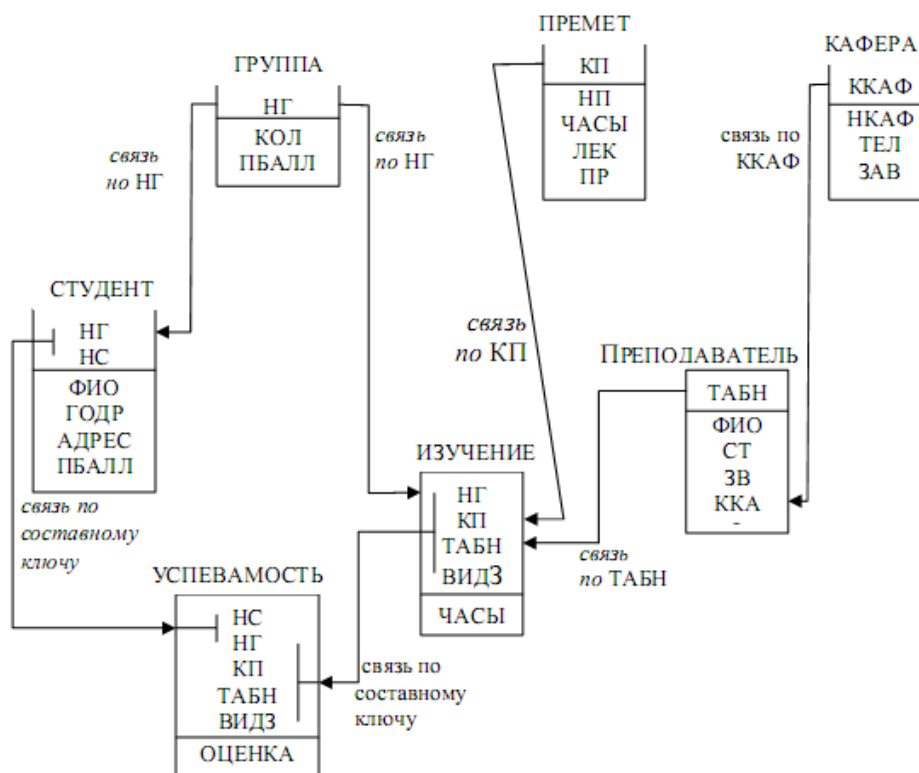 ГРУППА
НГ
КОЛ
ПБАЛЛ
ПРЕМЕТ
КП
НП
ЧАСЫ
ЛЕК
ПР
КАФЕРА
ККАФ
НКАФ
ТЕЛ
ЗАВ
связь
по НГ
связь
по НГ
связь
по КП
связь по
ККАФ
СТУДЕНТ
НГ
НС
ФИО
ГОДР
АДРЕС
ПБАЛЛ
ПРЕПОДАВАТЕЛЬ
ТАБН
ФИО
СТ
ЗВ
ККА
-
ИЗУЧЕНИЕ
НГ
КП
ТАБН
ВИДЗ
ЧАСЫ
связь
по ТАБН
связь по
составному
ключу
УСПЕВАМОСТЬ
НС
НГ
КП
ТАБН
ВИДЗ
ОЦЕНКА
связь по
составному
ключу